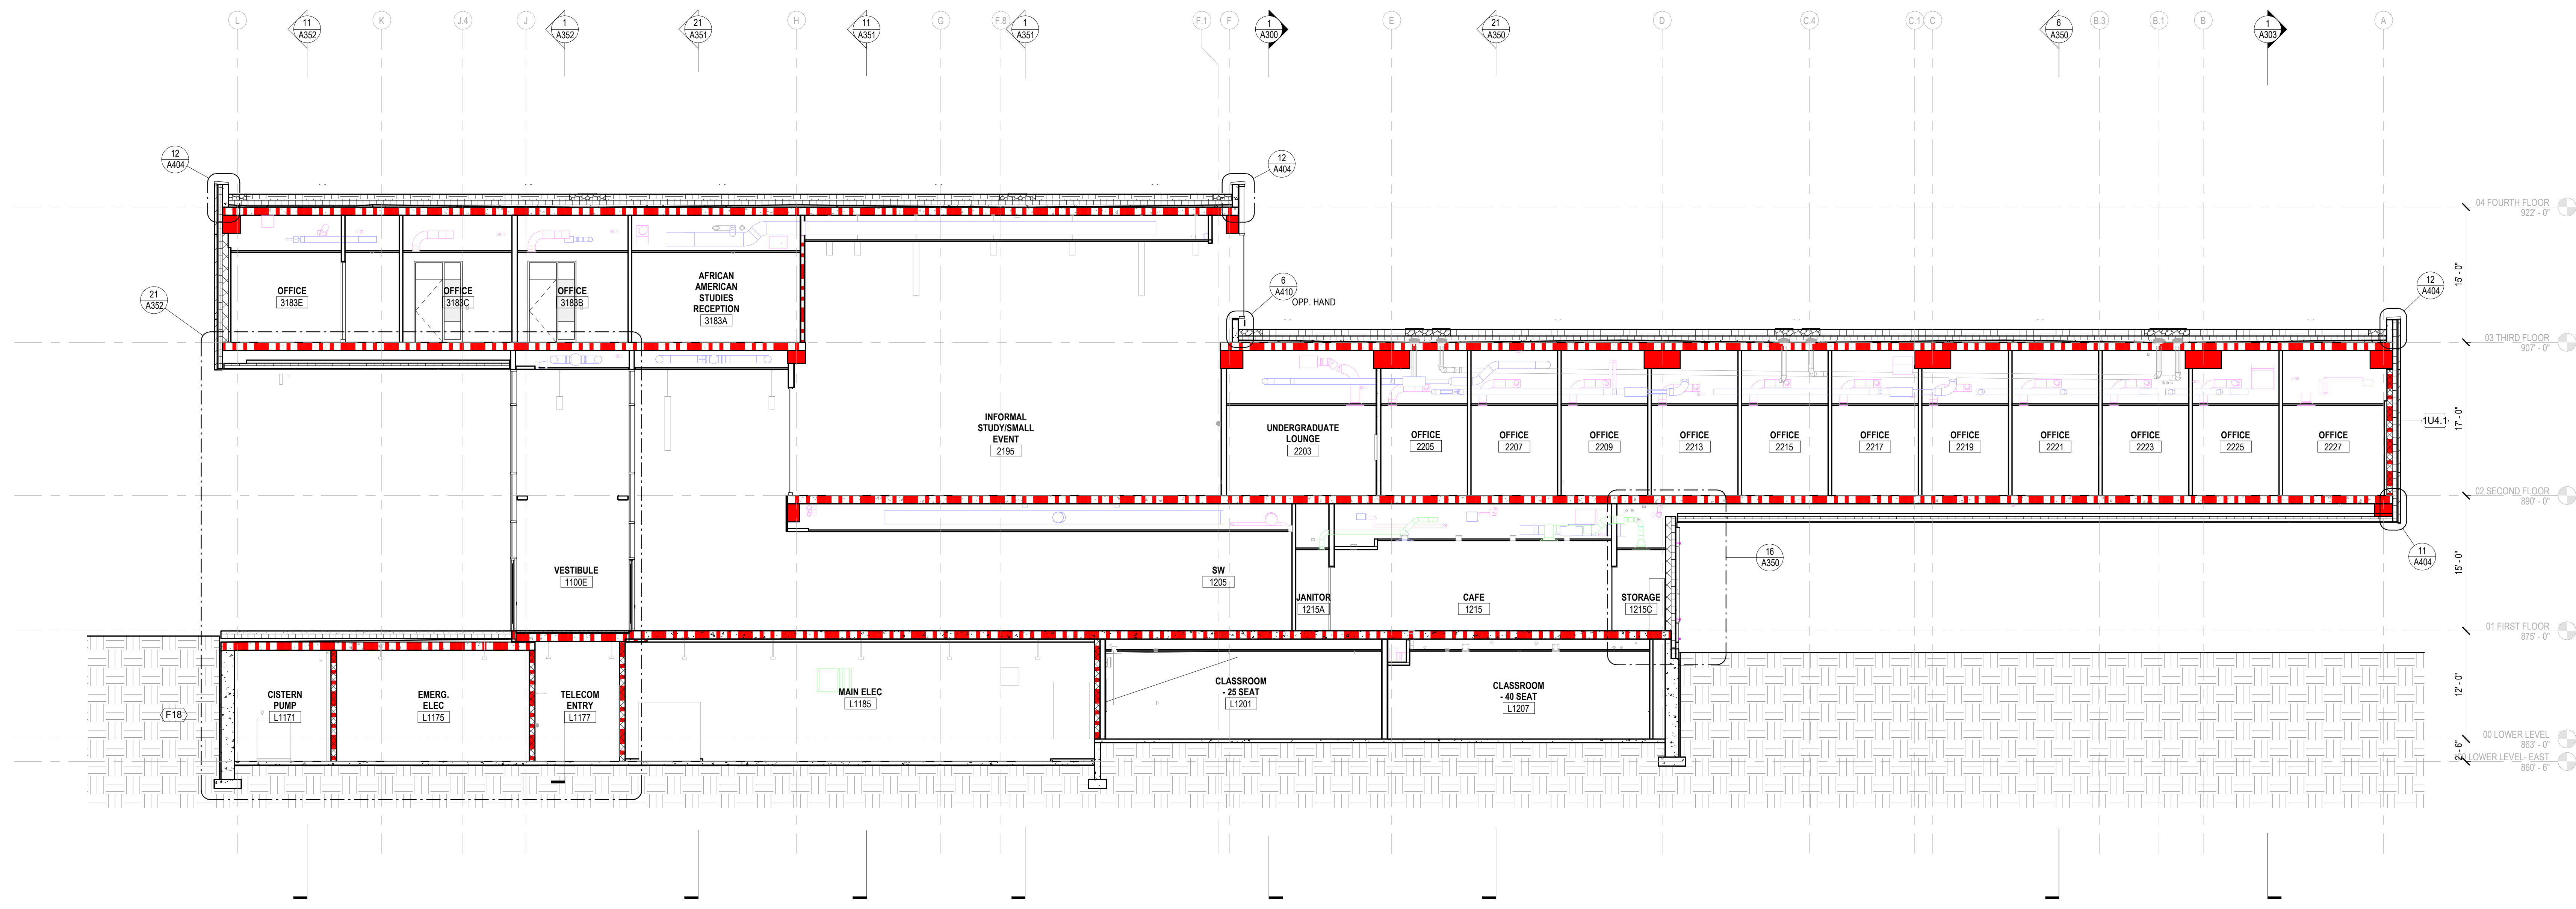 L
11
A352
K
J.4
J
1
A352
21
A351
H
11
A351
G
F.8
1
A351
F.1
F
1
A300
E
21
A350
D
C.4
C.1
C
6
A350
B.3
B.1
B
1
A303
A
12
A404
12
A404
04 FOURTH FLOOR
922' - 0"
15' - 0"
OFFICE
3183E
OFFICE
3183C
OFFICE
3183B
AFRICAN
AMERICAN
STUDIES
RECEPTION
3183A
21
A352
6
A410
OPP. HAND
12
A404
03 THIRD FLOOR
907' - 0"
17' - 0"
INFORMAL
STUDY/SMALL
EVENT
2195
UNDERGRADUATE
LOUNGE
2203
OFFICE
2205
OFFICE
2207
OFFICE
2209
OFFICE
2213
OFFICE
2215
OFFICE
2217
OFFICE
2219
OFFICE
2221
OFFICE
2223
OFFICE
2225
OFFICE
2227
1U4.1
02 SECOND FLOOR
890' - 0"
16
A350
11
A404
15' - 0"
VESTIBULE
1100E
SW
1205
JANITOR
1215A
CAFE
1215
STORAGE
1215C
01 FIRST FLOOR
875' - 0"
12' - 0"
F18
CISTERN
PUMP
L1171
EMERG.
ELEC
L1175
TELECOM
ENTRY
L1177
MAIN ELEC
L1185
CLASSROOM
- 25 SEAT
L1201
CLASSROOM
- 40 SEAT
L1207
00 LOWER LEVEL
863' - 0"
2' - 6"
LOWER LEVEL- EAST
860' - 6"